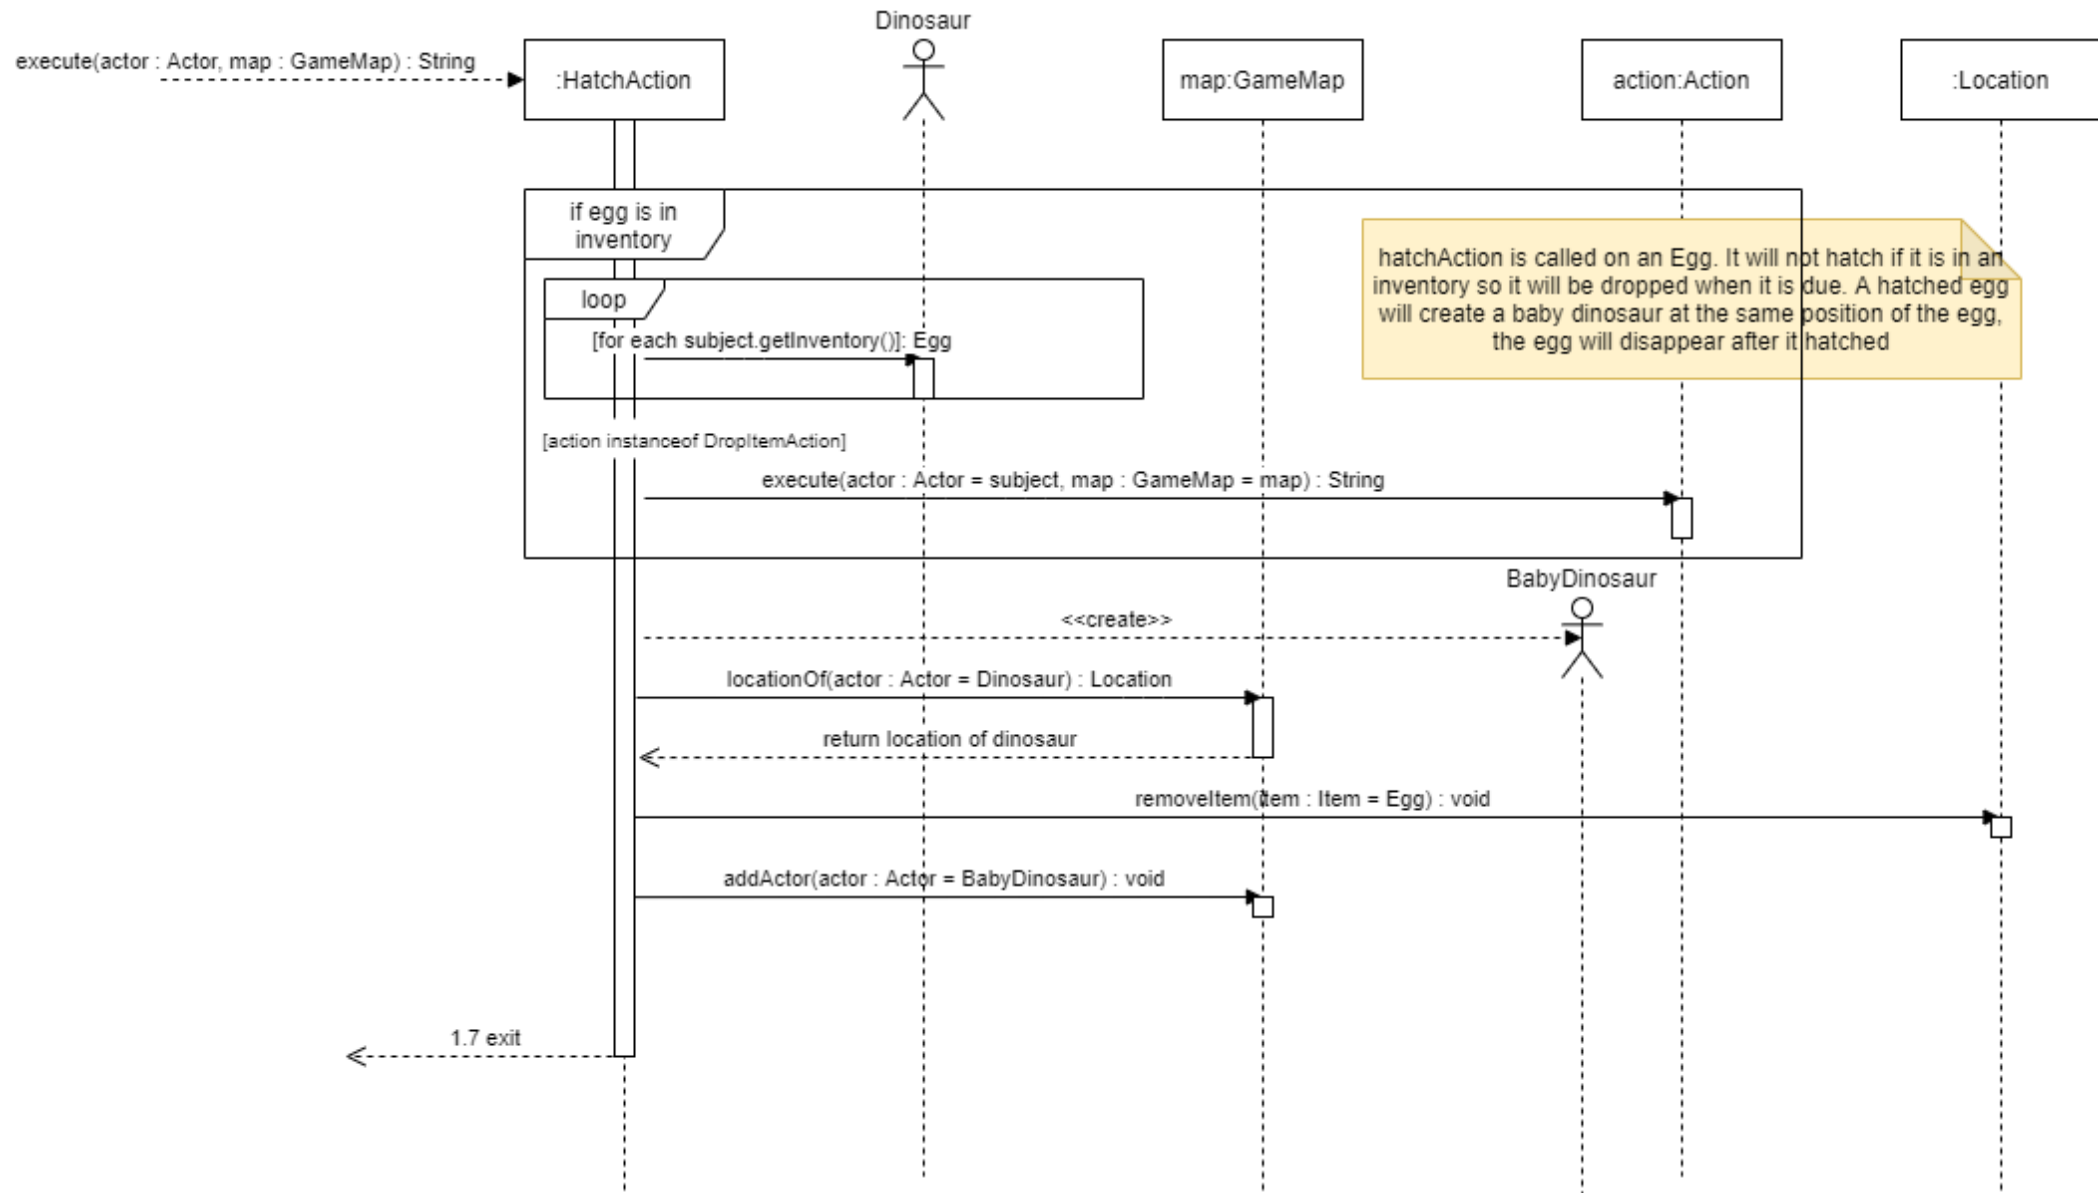 Dinosaur
execute(actor : Actor, map : GameMap) : String
:HatchAction
map:GameMap
action:Action
:Location
if egg is in
inventory
hatchAction is called on an Egg. It will not hatch if it is in an
inventory so it will be dropped when it is due. A hatched egg
will create a baby dinosaur at the same position of the egg,
the egg will disappear after it hatched
loop
[for each subject.getInventory()]: Egg
[action instanceof DropItemAction]
execute(actor : Actor = subject, map : GameMap = map) : String
BabyDinosaur
<<create>>
locationOf(actor : Actor = Dinosaur) : Location
return location of dinosaur
removeItem(item : Item = Egg) : void
addActor(actor : Actor = BabyDinosaur) : void
1.7 exit